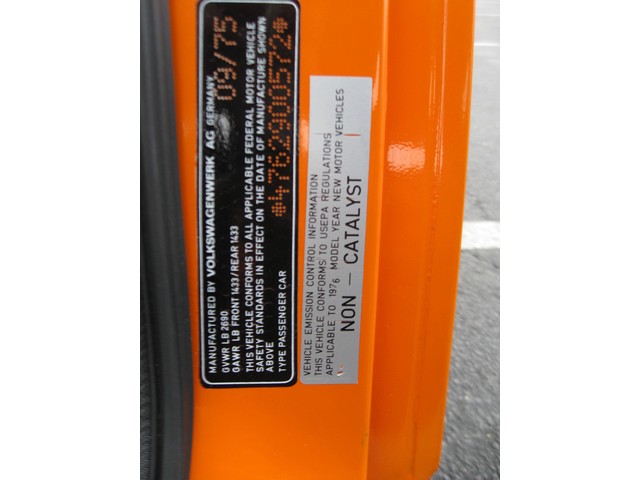 MANUFACTURED BY VOLKSWAGENWERK AG GERMANY 09/75
GVWR LB 2690
GAWR LB FRONT 1433/REAR 1433
THIS VEHICLE CONFORMS TO ALL APPLICABLE FEDERAL MOTOR VEHICLE
SAFETY STANDARDS IN EFFECT ON THE DATE OF MANUFACTURE SHOWN
ABOVE
*4762900572*
TYPE PASSENGER CAR
VEHICLE EMISSION CONTROL INFORMATION
THIS VEHICLE CONFORMS TO USEPA REGULATIONS
APPLICABLE TO 1976 MODEL YEAR NEW MOTOR VEHICLES
NON - CATALYST